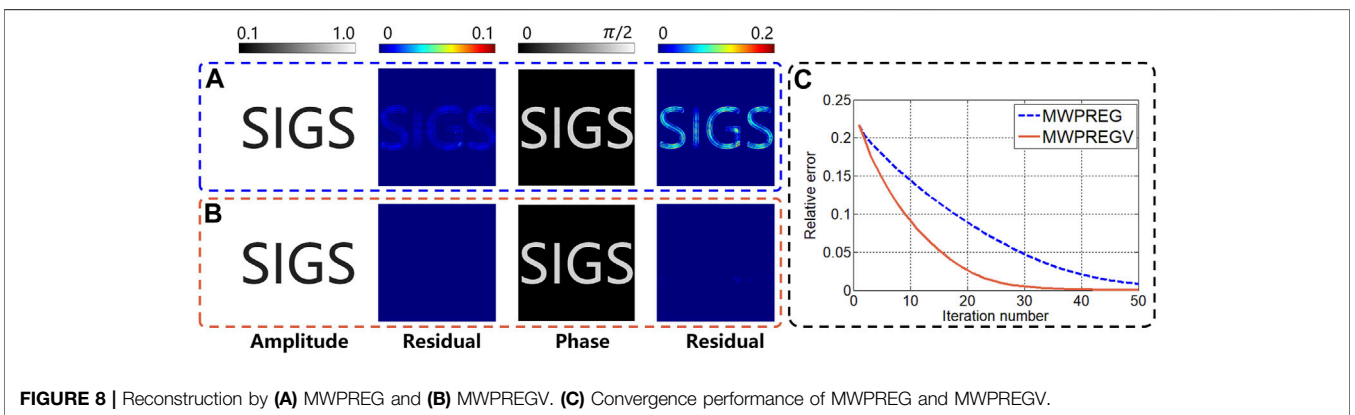 0.1 1.0 0 0.1 0 π/2 0 0.2
A
SIGS SIGS SIGS SIGS
B
SIGS SIGS
Amplitude Residual Phase Residual
C
0.25
0.2
0.15
0.1
0.05
0
Relative error
MWPREG
MWPREGV
0 10 20 30 40 50
Iteration number
FIGURE 8 | Reconstruction by (A) MWPREG and (B) MWPREGV. (C) Convergence performance of MWPREG and MWPREGV.